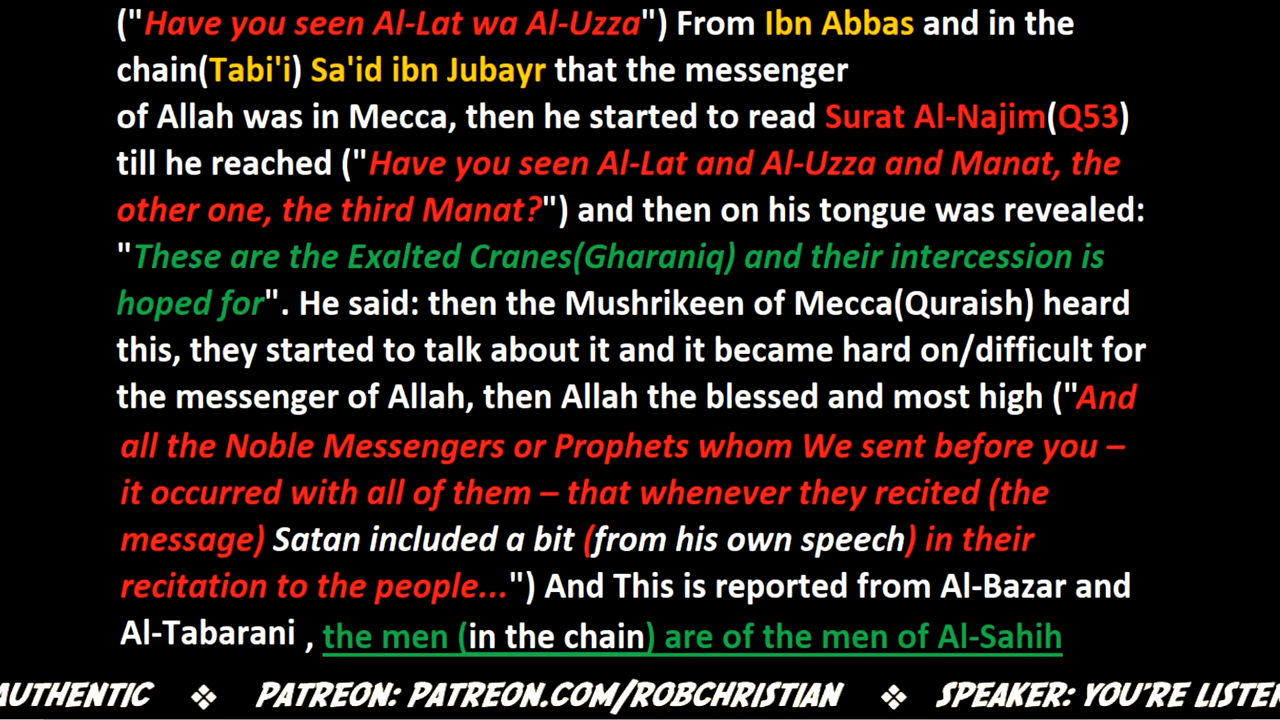 ("Have you seen Al-Lat wa Al-Uzza") From Ibn Abbas and in the
chain(Tabi'i) Sa'id ibn Jubayr that the messenger
of Allah was in Mecca, then he started to read Surat Al-Najim(Q53)
till he reached ("Have you seen Al-Lat and Al-Uzza and Manat, the
other one, the third Manat?") and then on his tongue was revealed:
"These are the Exalted Cranes(Gharaniq) and their intercession is
hoped for". He said: then the Mushrikeen of Mecca(Quraish) heard
this, they started to talk about it and it became hard on/difficult for
the messenger of Allah, then Allah the blessed and most high ("And
all the Noble Messengers or Prophets whom We sent before you –
it occurred with all of them – that whenever they recited (the
message) Satan included a bit (from his own speech) in their
recitation to the people...") And This is reported from Al-Bazar and
Al-Tabarani , the men (in the chain) are of the men of Al-Sahih
AUTHENTIC ❖ PATREON: PATREON.COM/ROBCHRISTIAN ❖ SPEAKER: YOU'RE LISTEN